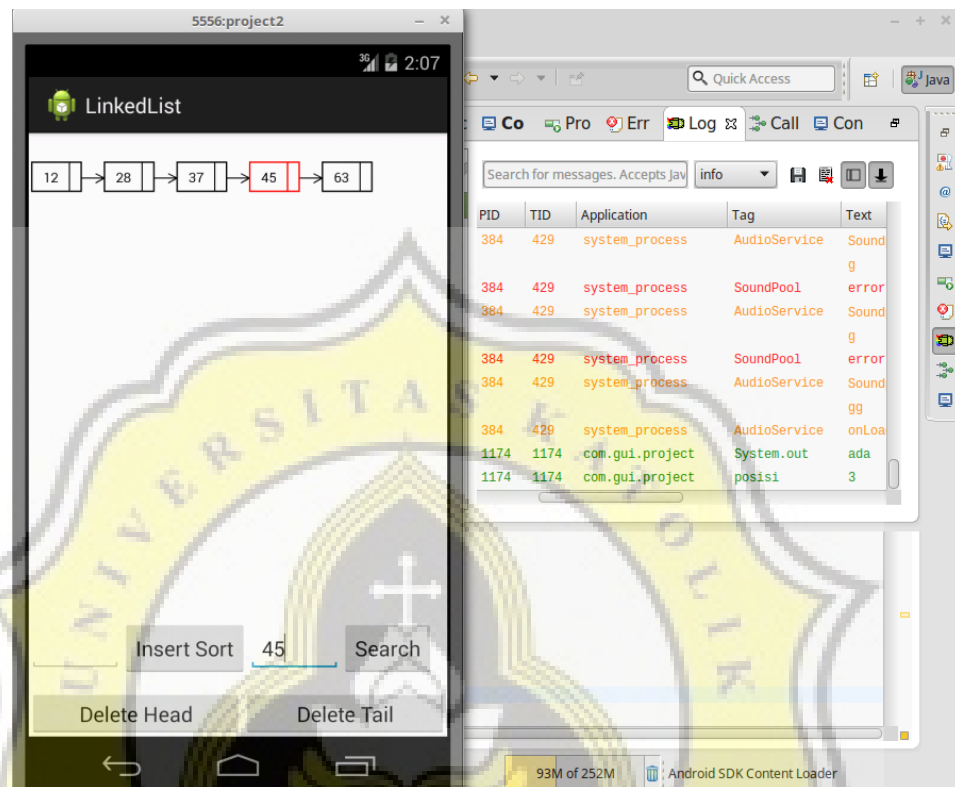 5556:project2
3G 2:07
LinkedList
12 28 37 45 63
Insert Sort 45 Search
Delete Head Delete Tail
Quick Access Java
Co Pro Err Log Call Con
Search for messages. Accepts Jav info
PID TID Application Tag Text
384 429 system_process AudioService Sound
g
384 429 system_process SoundPool error
384 429 system_process AudioService Sound
g
384 429 system_process SoundPool error
384 429 system_process AudioService Sound
gg
384 429 system_process AudioService onLoa
1174 1174 com.gui.project System.out ada
1174 1174 com.gui.project posisi 3
93M of 252M Android SDK Content Loader
UNIVERSITAS KATOLIK